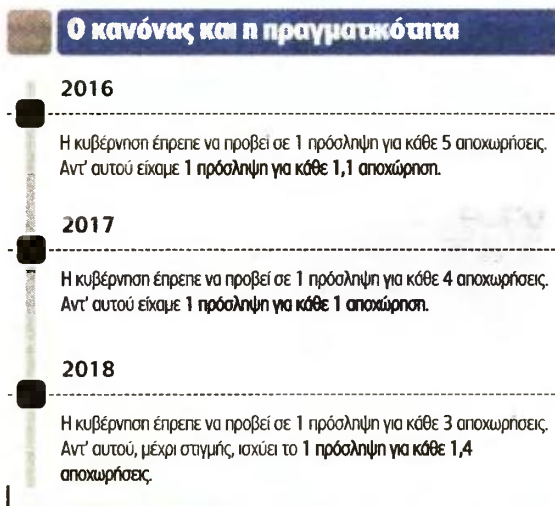 Ο κανόνας και η πραγματικότητα
2016
Η κυβέρνηση έπρεπε να προβεί σε 1 πρόσληψη για κάθε 5 αποχωρήσεις.
Αντ' αυτού είχαμε 1 πρόσληψη για κάθε 1,1 αποχώρηση.
2017
Η κυβέρνηση έπρεπε να προβεί σε 1 πρόσληψη για κάθε 4 αποχωρήσεις.
Αντ' αυτού είχαμε 1 πρόσληψη για κάθε 1 αποχώρηση.
2018
Η κυβέρνηση έπρεπε να προβεί σε 1 πρόσληψη για κάθε 3 αποχωρήσεις.
Αντ' αυτού, μέχρι στιγμής, ισχύει το 1 πρόσληψη για κάθε 1,4
αποχωρήσεις.